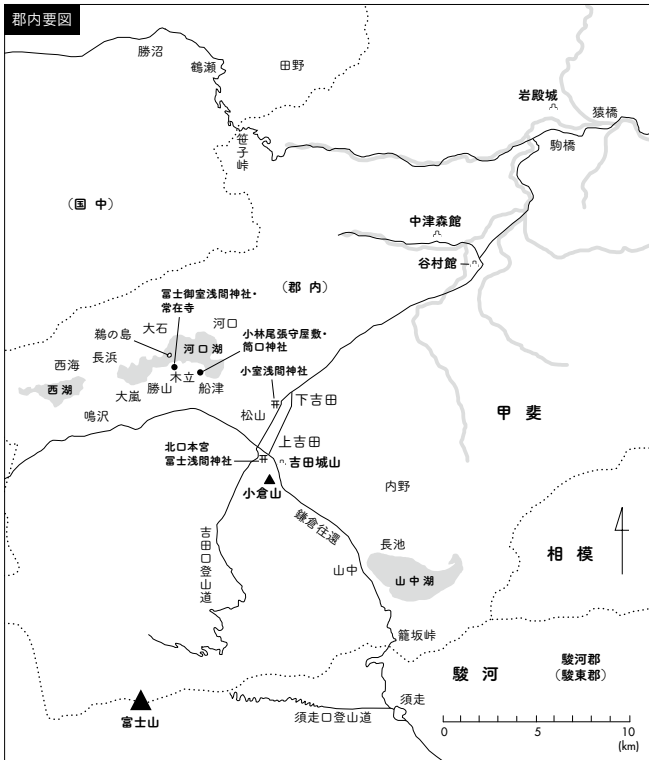 郡内要図
勝沼
鶴瀬
田野
笹子峠
岩殿城
猿橋
駒橋
(国中)
中津森館
谷村館
(郡内)
富士御室浅間神社・
常在寺
河口
大石
鵜の島
小林尾張守屋敷・
筒口神社
河口湖
長浜
西海
西湖
木立
勝山
船津
大嵐
鳴沢
小室浅間神社
下吉田
松山
甲斐
上吉田
北口本宮
富士浅間神社
吉田城山
小倉山
内野
鎌倉往還
吉田口登山道
長池
相模
山中
山中湖
籠坂峠
駿河
駿河郡
(駿東郡)
富士山
須走
須走口登山道
0 5 10
(km)